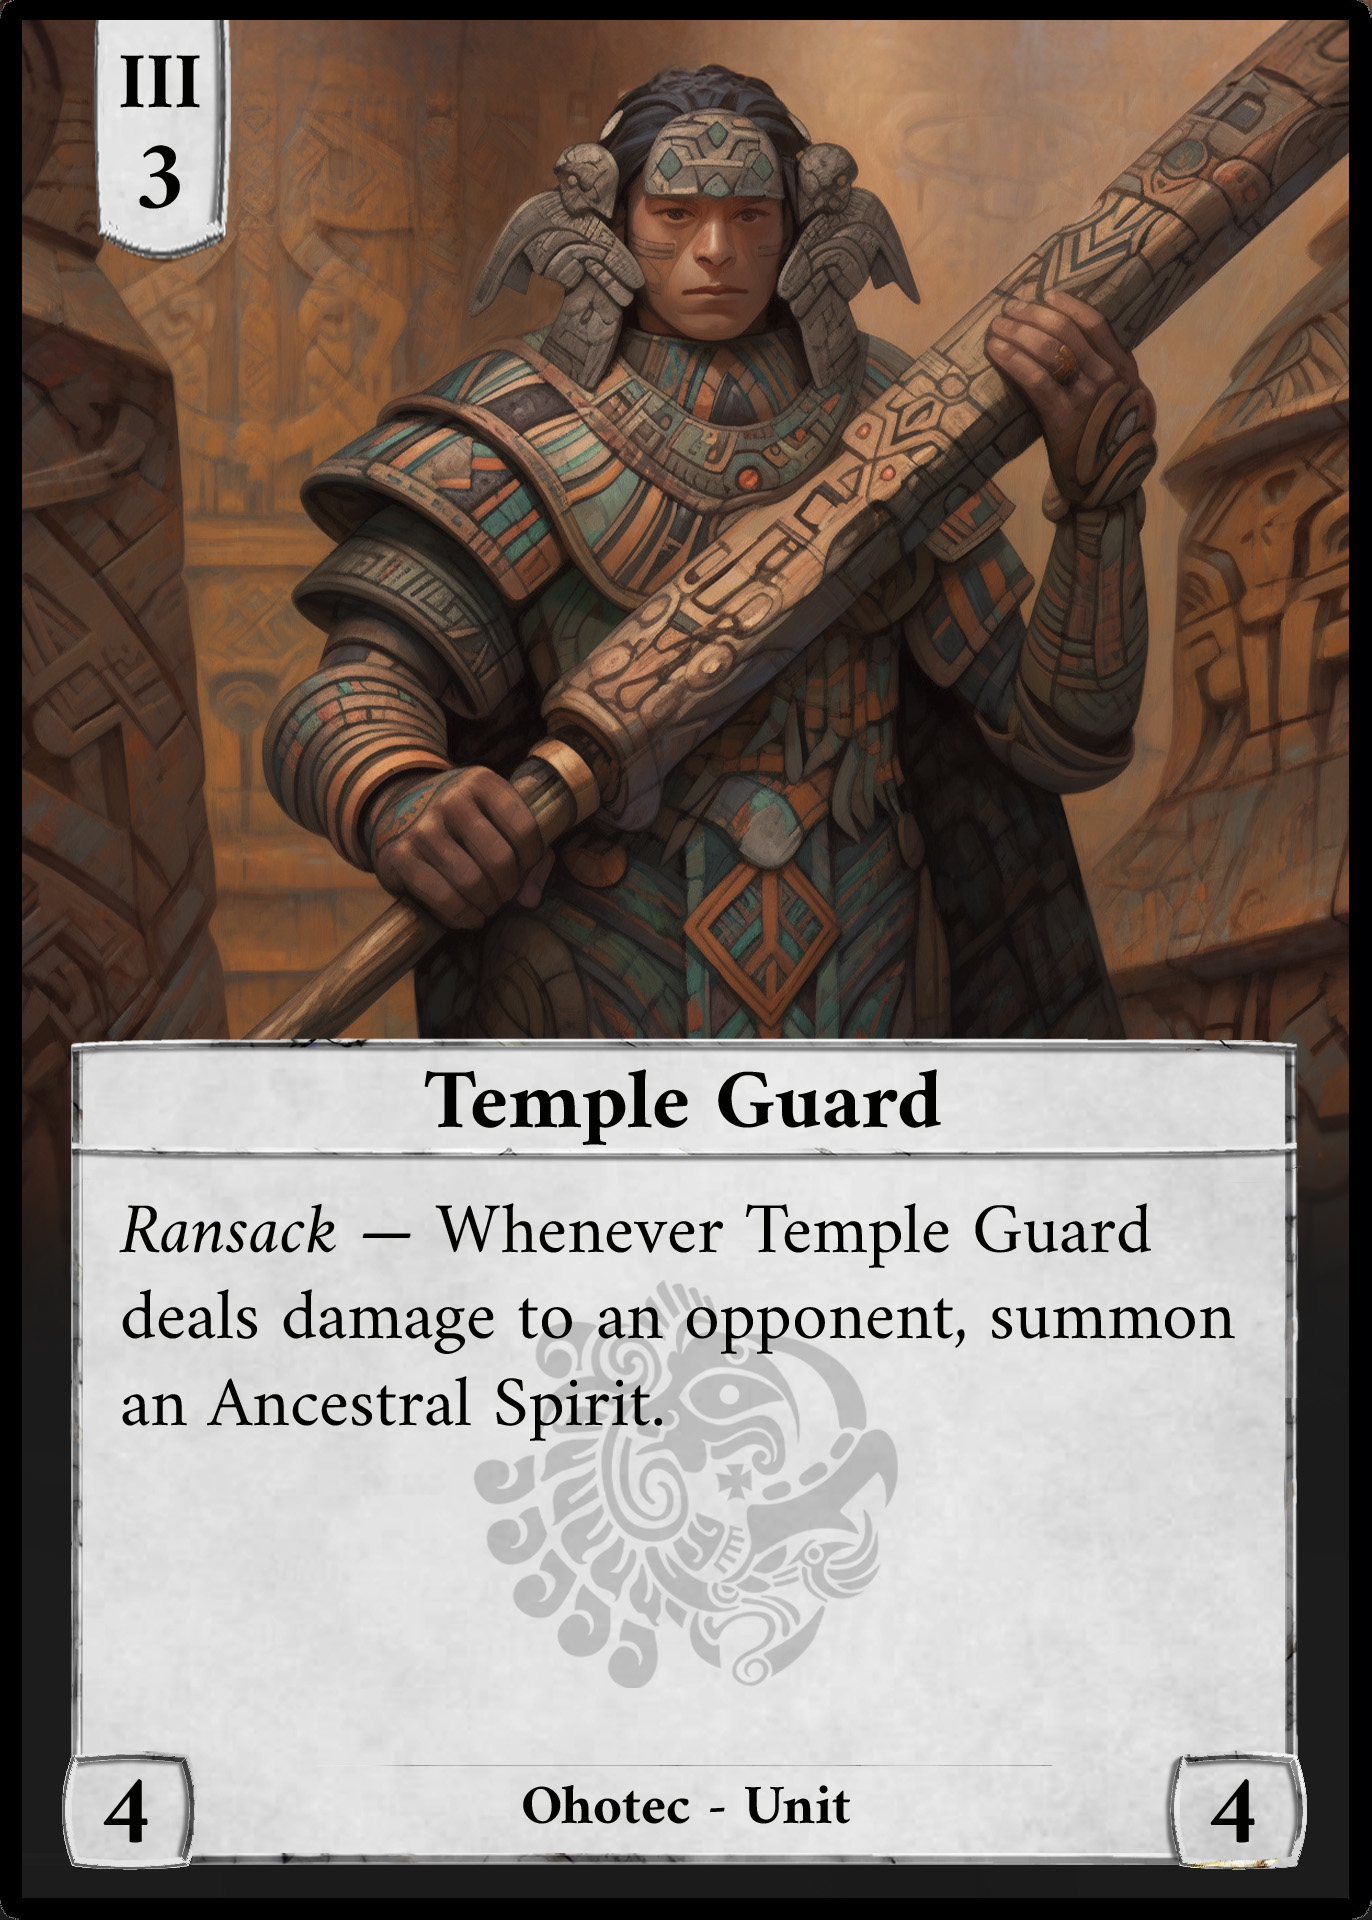 III
3
Temple Guard
Ransack — Whenever Temple Guard
deals damage to an opponent, summon
an Ancestral Spirit.
4
Ohotec - Unit
4